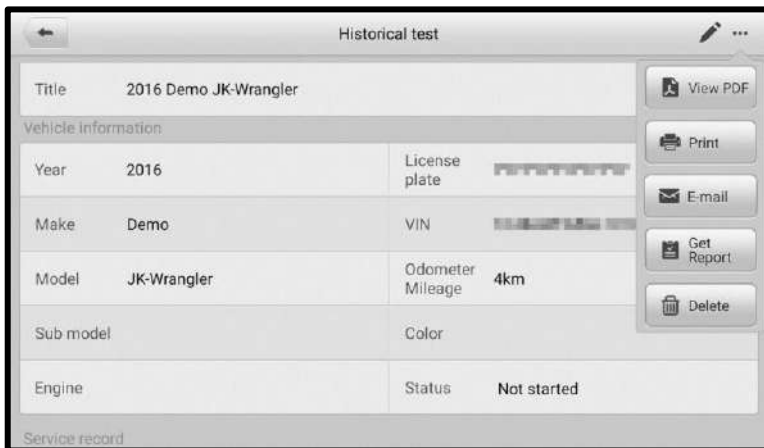 Historical test
Title 2016 Demo JK-Wrangler
View PDF
Vehicle information
Print
Year 2016 License plate
E-mail
Make Demo VIN
Get Report
Model JK-Wrangler Odometer Mileage 4km
Delete
Sub model Color
Engine Status Not started
Service record